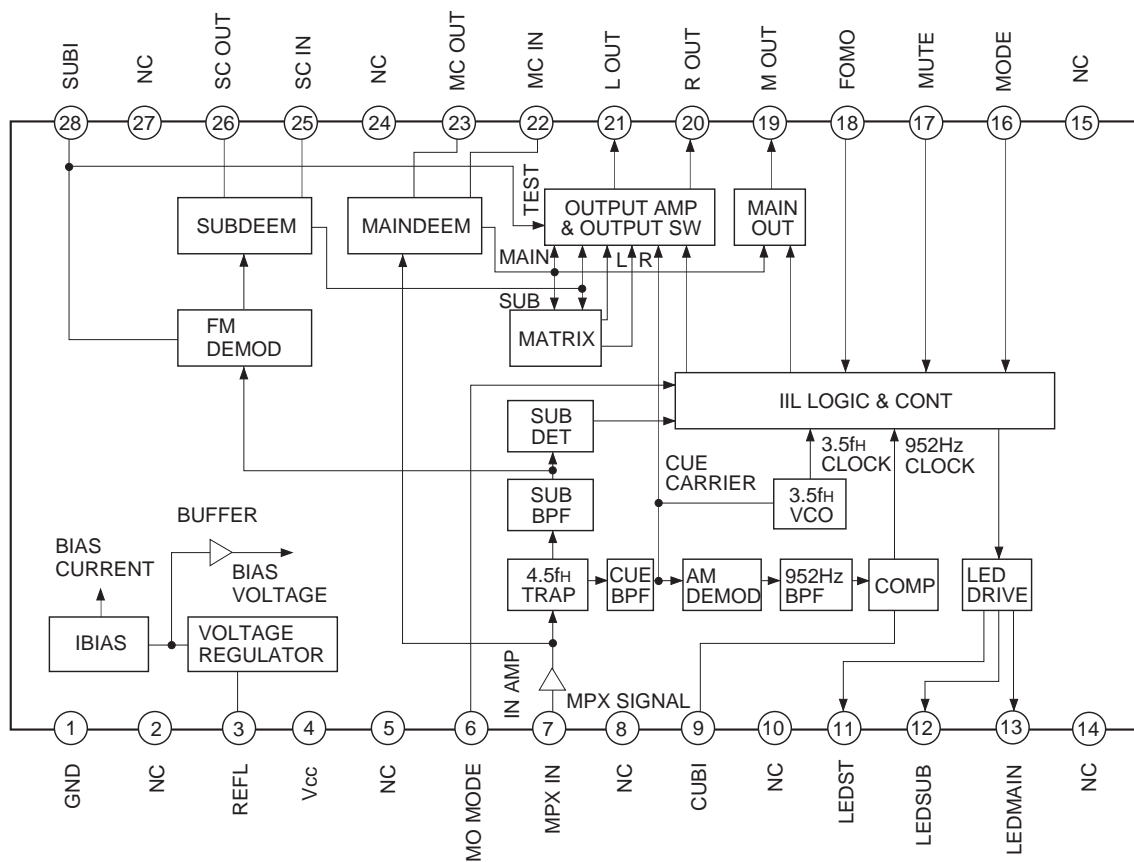 SUBI
NC
SC OUT
SC IN
NC
MC OUT
MC IN
L OUT
R OUT
M OUT
FOMO
MUTE
MODE
NC
28
27
26
25
24
23
22
21
20
19
18
17
16
15
TEST
SUBDEEM
MAINDEEM
OUTPUT AMP
& OUTPUT SW
MAIN
OUT
MAIN
L R
SUB
FM
DEMOD
MATRIX
IIL LOGIC & CONT
SUB
DET
3.5fH
CLOCK
952Hz
CLOCK
CUE
CARRIER
SUB
BPF
3.5fH
VCO
BUFFER
BIAS
CURRENT
BIAS
VOLTAGE
4.5fH
TRAP
CUE
BPF
AM
DEMOD
952Hz
BPF
COMP
LED
DRIVE
IBIAS
VOLTAGE
REGULATOR
IN AMP
MPX SIGNAL
1
2
3
4
5
6
7
8
9
10
11
12
13
14
GND
NC
REFL
Vcc
NC
MO MODE
MPX IN
NC
CUBI
NC
LEDST
LEDSUB
LEDMAIN
NC